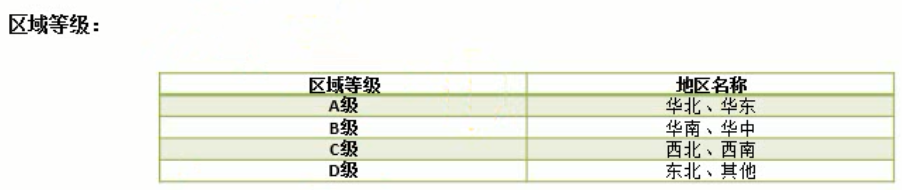 区域等级：
区域等级 地区名称
A级 华北、华东
B级 华南、华中
C级 西北、西南
D级 东北、其他